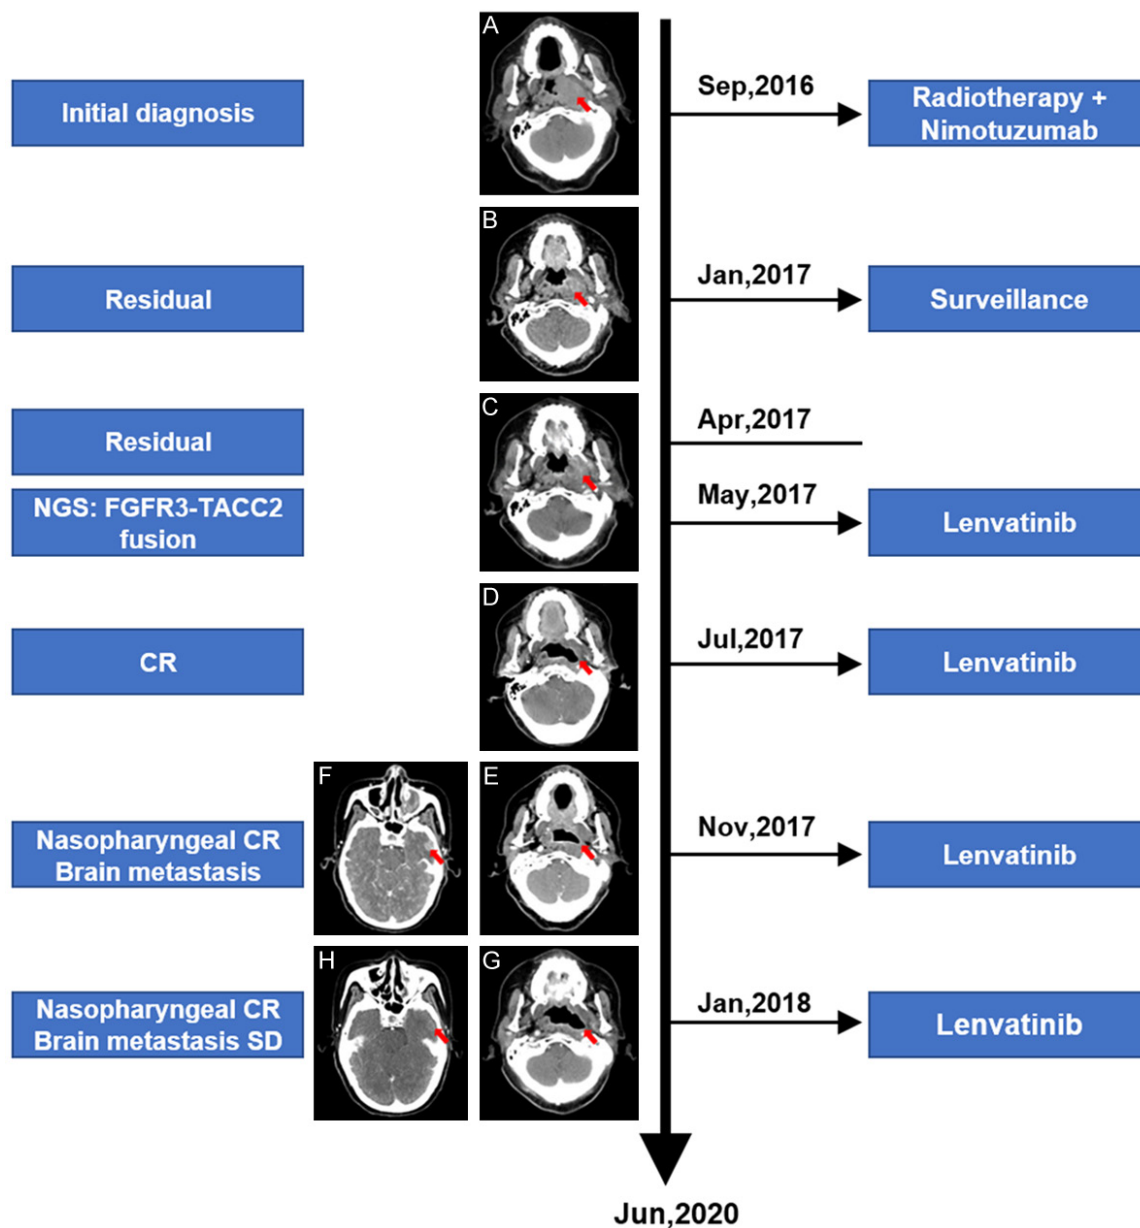 A
Initial diagnosis
Sep,2016
Radiotherapy +
Nimotuzumab
B
Residual
Jan,2017
Surveillance
C
Residual
Apr,2017
NGS: FGFR3-TACC2
fusion
May,2017
Lenvatinib
D
CR
Jul,2017
Lenvatinib
F
E
Nasopharyngeal CR
Brain metastasis
Nov,2017
Lenvatinib
H
G
Nasopharyngeal CR
Brain metastasis SD
Jan,2018
Lenvatinib
Jun,2020